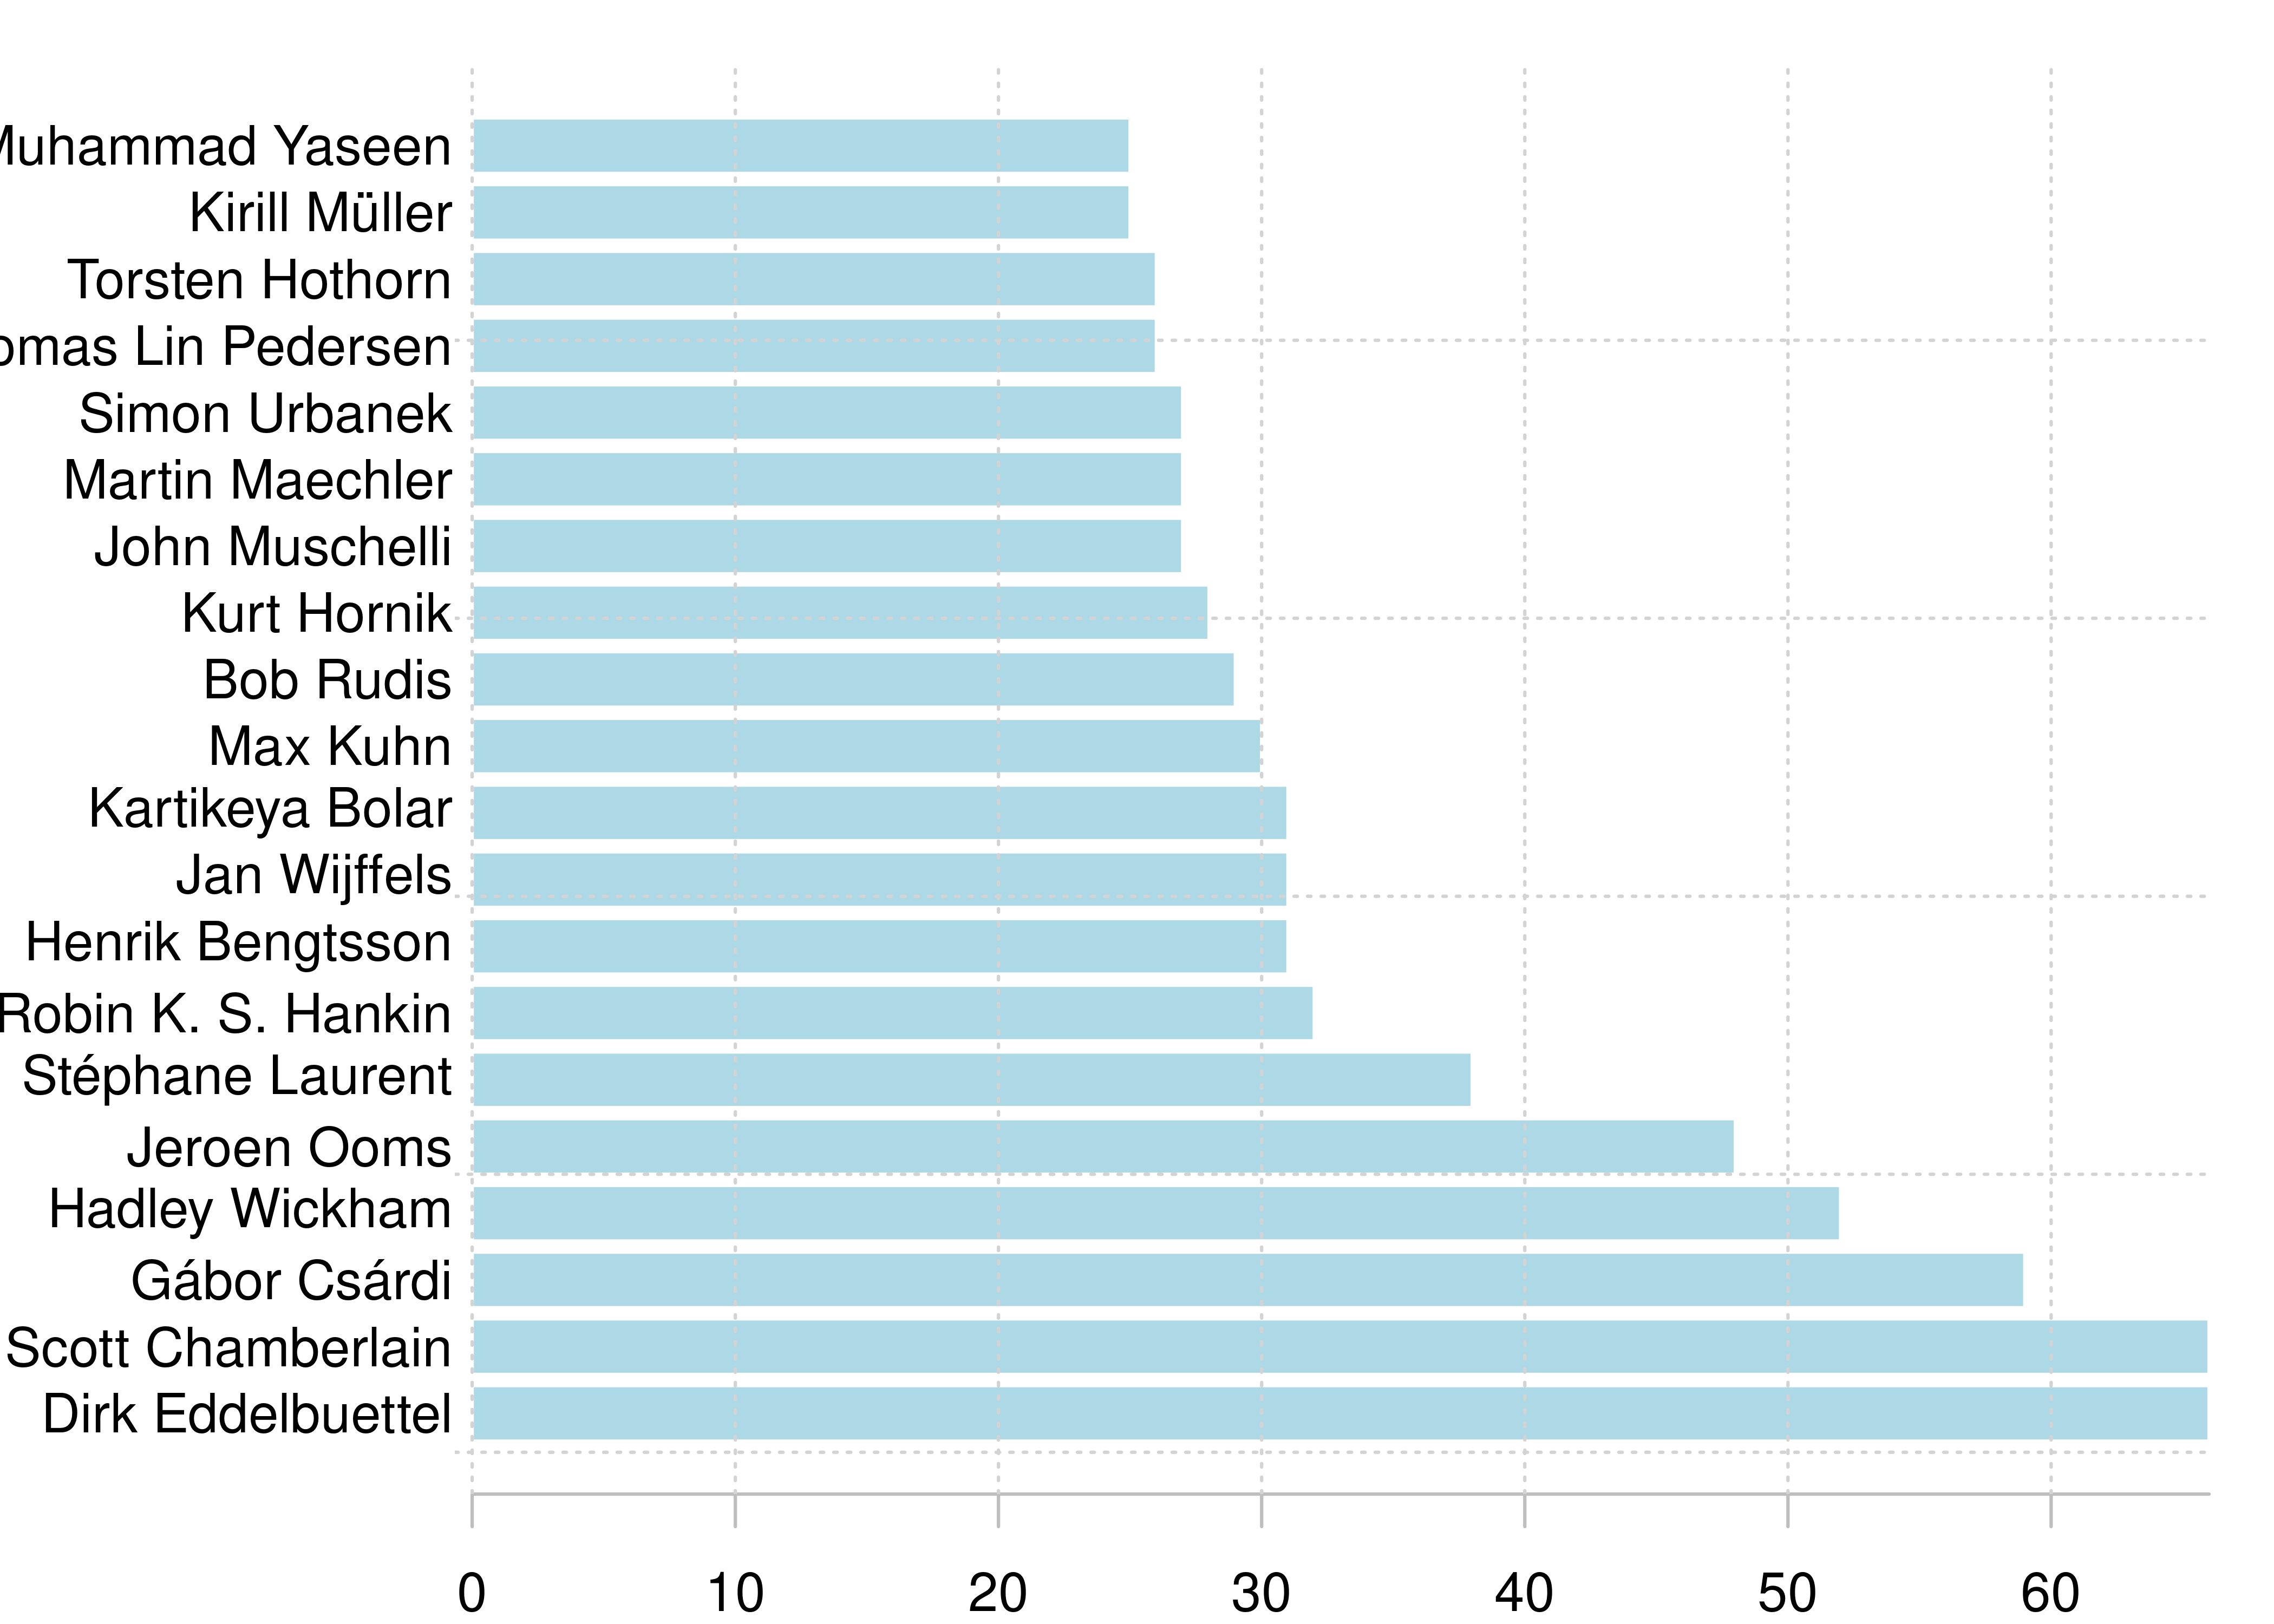 Muhammad Yaseen
Kirill Müller
Torsten Hothorn
omas Lin Pedersen
Simon Urbanek
Martin Maechler
John Muschelli
Kurt Hornik
Bob Rudis
Max Kuhn
Kartikeya Bolar
Jan Wijffels
Henrik Bengtsson
Robin K. S. Hankin
Stéphane Laurent
Jeroen Ooms
Hadley Wickham
Gábor Csárdi
Scott Chamberlain
Dirk Eddelbuettel
0 10 20 30 40 50 60